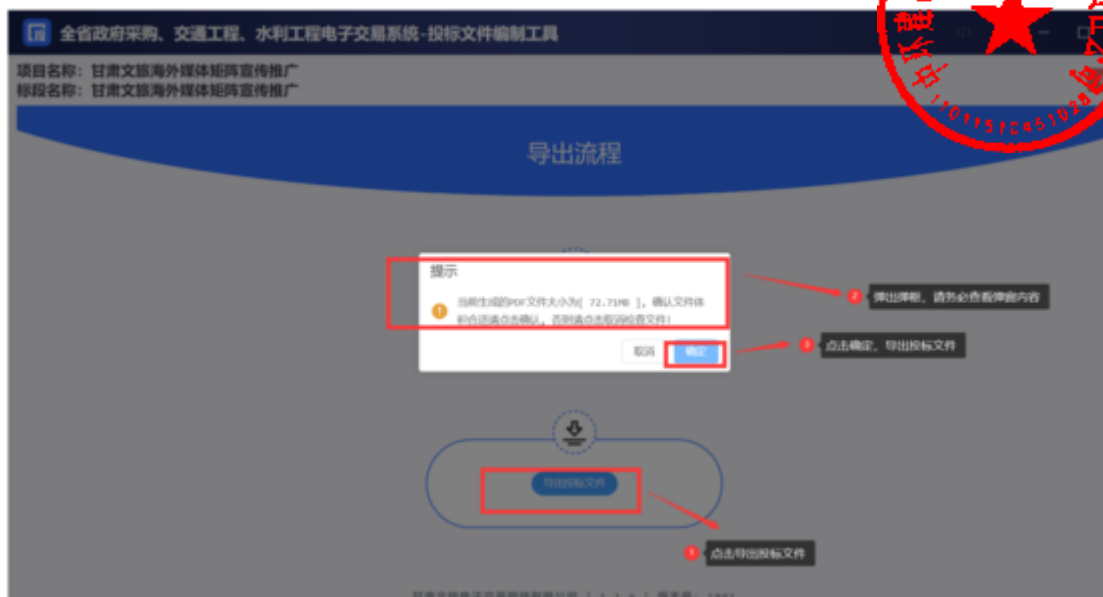 全省政府采购、交通工程、水利工程电子交易系统-投标文件编制工具
项目名称：甘肃文旅海外媒体矩阵宣传推广
标段名称：甘肃文旅海外媒体矩阵宣传推广
导出流程
提示
当前生成的PDF文件大小为[ 72.71MB ]，确认文件体
积合适请点击确认，否则请点击取消检查文件!
取消
确定
2 弹出弹框，请务必查看弹窗内容
3 点击确定，导出投标文件
导出投标文件
1 点击导出投标文件